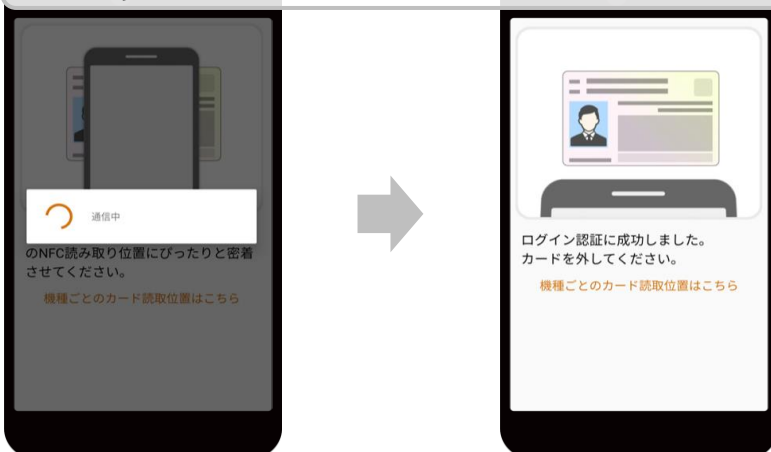 通信中
のNFC読み取り位置にぴったりと密着
させてください。
機種ごとのカード読取位置はこちら
ログイン認証に成功しました。
カードを外してください。
機種ごとのカード読取位置はこちら